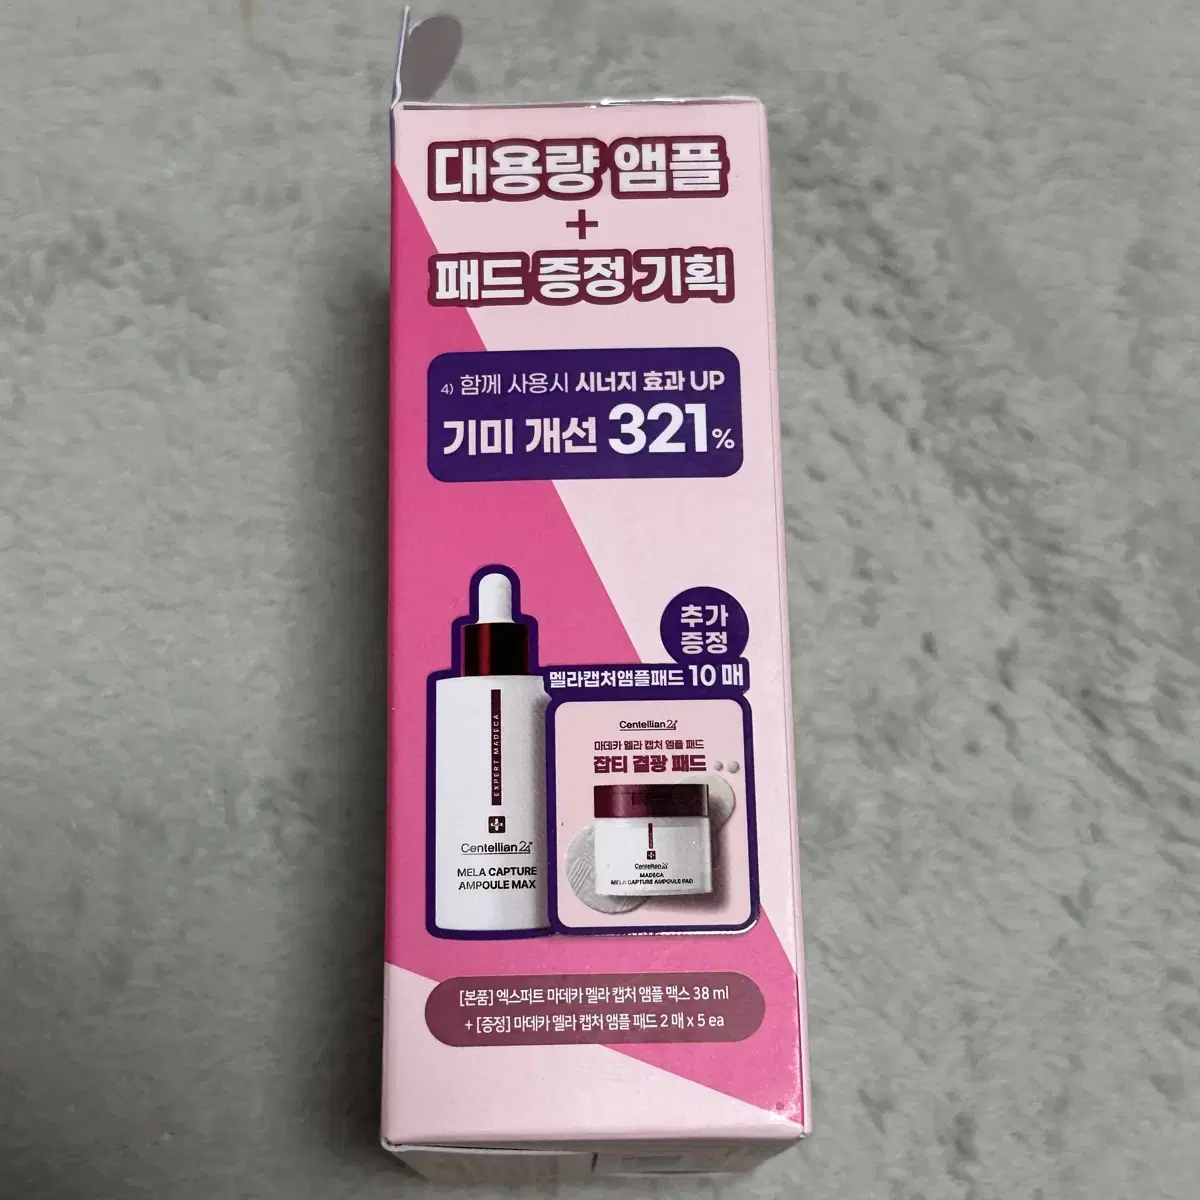 대용량 앰플
+
패드 증정 기획
4) 함께 사용시 시너지 효과 UP
기미 개선 321%
추가
증정
멜라캡처앰플패드 10 매
EXPERT MADECA
Centellian24
MELA CAPTURE
AMPOULE MAX
Centellian24
마데카 멜라 캡처 앰플 패드
잡티 결광 패드
Centellian24
MADECA
MELA CAPTURE AMPOULE PAD
[본품] 엑스퍼트 마데카 멜라 캡처 앰플 맥스 38 ml
+ [증정] 마데카 멜라 캡처 앰플 패드 2 매 x 5 ea